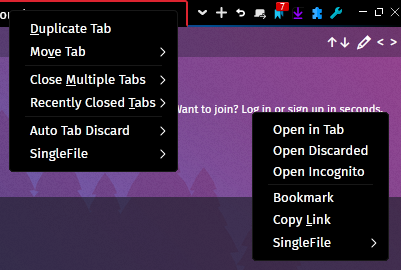 7
Duplicate Tab
Move Tab
Close Multiple Tabs
Recently Closed Tabs
Auto Tab Discard
SingleFile
Want to join? Log in or sign up in seconds.
Open in Tab
Open Discarded
Open Incognito
Bookmark
Copy Link
SingleFile